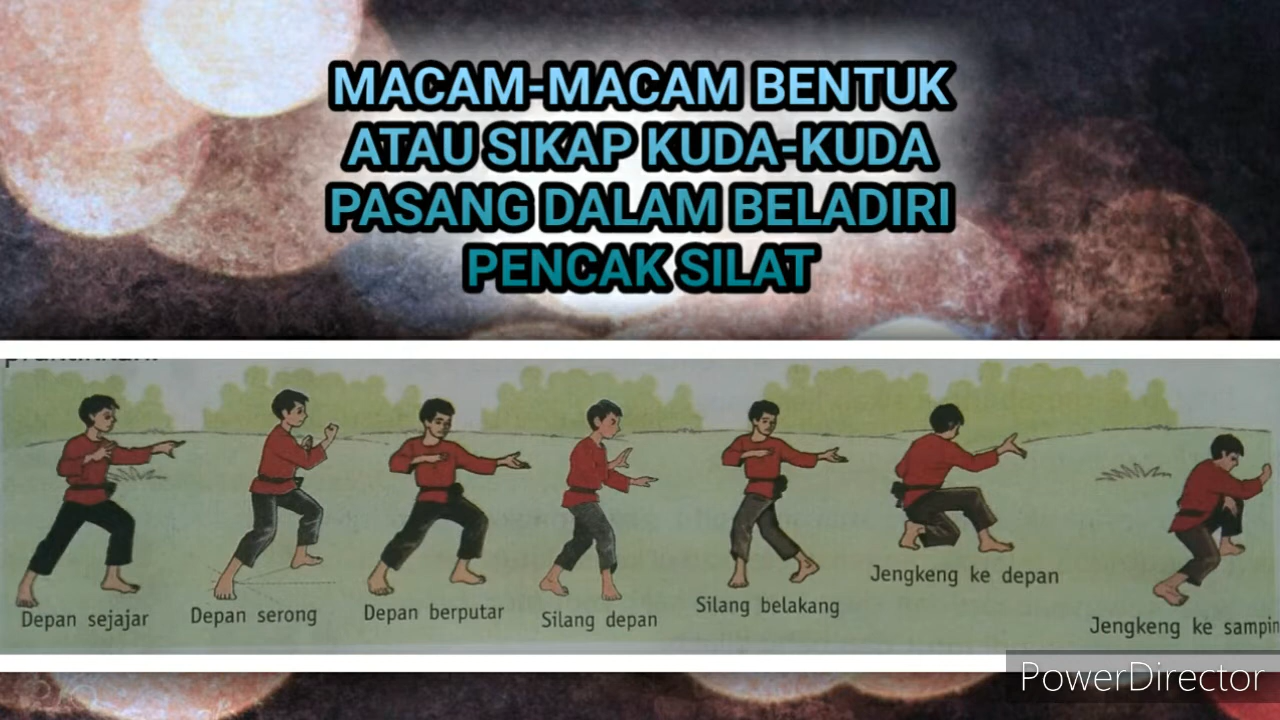 MACAM-MACAM BENTUK
ATAU SIKAP KUDA-KUDA
PASANG DALAM BELADIRI
PENCAK SILAT
Depan sejajar
Depan serong
Depan berputar
Silang depan
Silang belakang
Jengkeng ke depan
Jengkeng ke sampin
PowerDirector